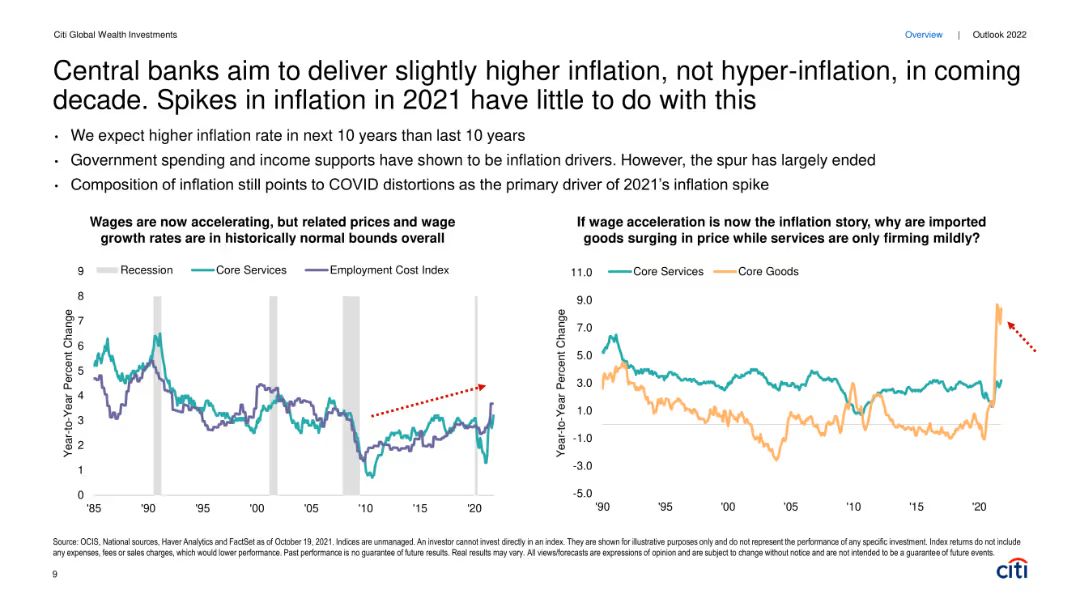 Citi Global Wealth Investments
Overview | Outlook 2022
Central banks aim to deliver slightly higher inflation, not hyper-inflation, in coming
decade. Spikes in inflation in 2021 have little to do with this
• We expect higher inflation rate in next 10 years than last 10 years
• Government spending and income supports have shown to be inflation drivers. However, the spur has largely ended
• Composition of inflation still points to COVID distortions as the primary driver of 2021's inflation spike
Wages are now accelerating, but related prices and wage
growth rates are in historically normal bounds overall
Recession Core Services Employment Cost Index
Year-to-Year Percent Change
9
8
7
6
5
4
3
2
1
0
'85 '90 '95 '00 '05 '10 '15 '20
If wage acceleration is now the inflation story, why are imported
goods surging in price while services are only firming mildly?
Core Services Core Goods
Year-to-Year Percent Change
11.0
9.0
7.0
5.0
3.0
1.0
-1.0
-3.0
-5.0
'90 '95 '00 '05 '10 '15 '20
Source: OCIS, National sources, Haver Analytics and FactSet as of October 19, 2021. Indices are unmanaged. An investor cannot invest directly in an index. They are shown for illustrative purposes only and do not represent the performance of any specific investment. Index returns do not include
any expenses, fees or sales charges, which would lower performance. Past performance is no guarantee of future results. Real results may vary. All views/forecasts are expressions of opinion and are subject to change without notice and are not intended to be a guarantee of future events.
9
citi